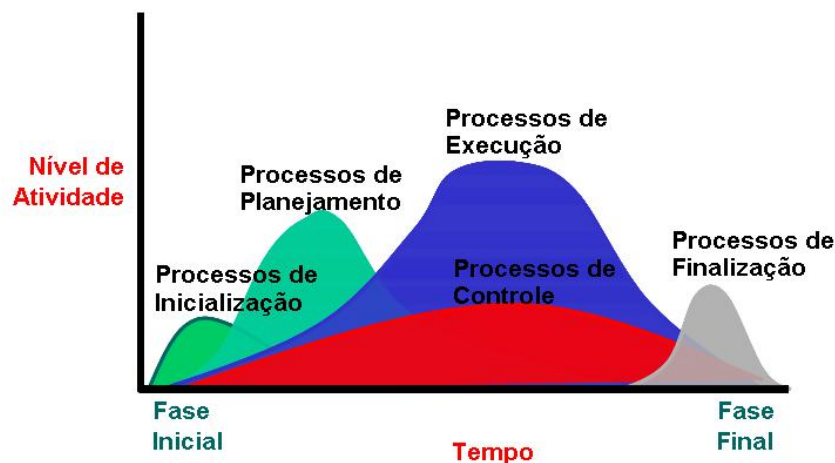 Processos de
Execução
Nível de
Atividade
Processos de
Planejamento
Processos de
Finalização
Processos de
Inicialização
Processos de
Controle
Fase
Inicial
Fase
Final
Tempo